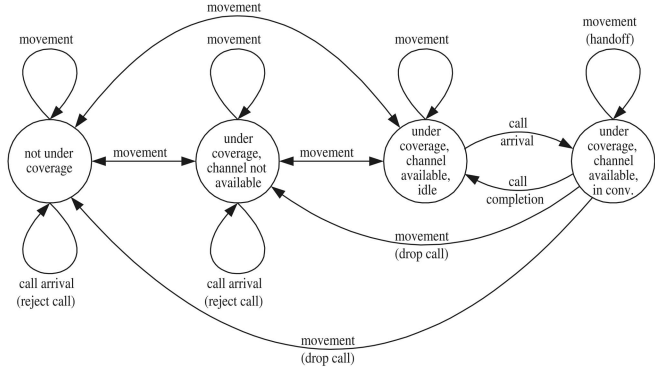 movement
movement
movement
movement
movement
(handoff)
not under
coverage
movement
under
coverage,
channel not
available
movement
under
coverage,
channel
available,
idle
call
arrival
call
completion
under
coverage,
channel
available,
in conv.
movement
(drop call)
call arrival
(reject call)
call arrival
(reject call)
movement
(drop call)